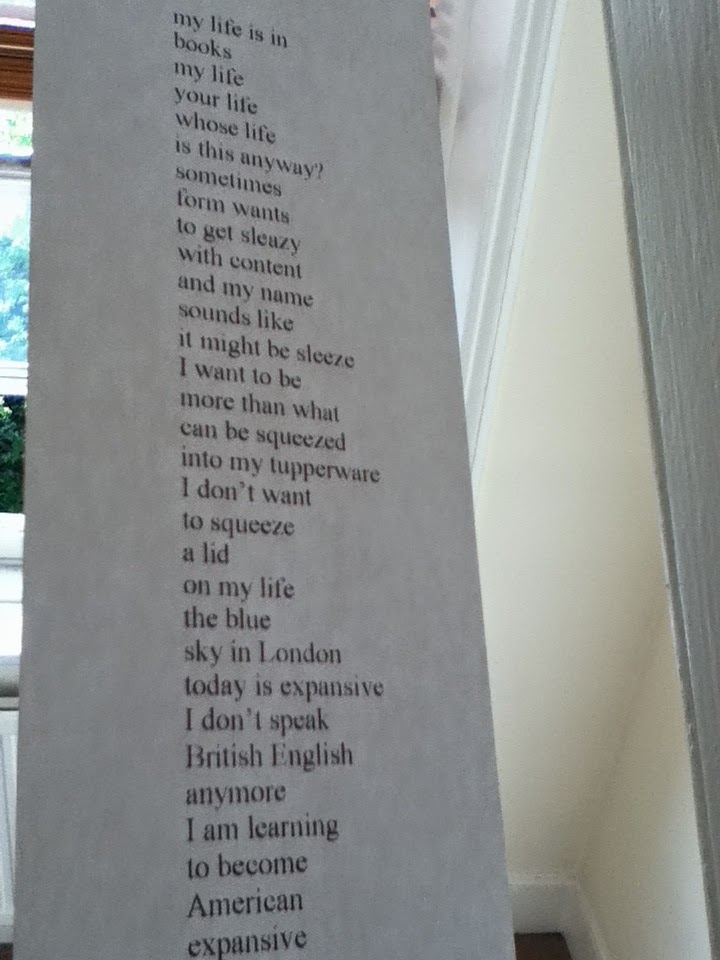 my life is in
books
my life
your life
whose life
is this anyway?
sometimes
form wants
to get sleazy
with content
and my name
sounds like
it might be sleeze
I want to be
more than what
can be squeezed
into my tupperware
I don't want
to squeeze
a lid
on my life
the blue
sky in London
today is expansive
I don't speak
British English
anymore
I am learning
to become
American
expansive